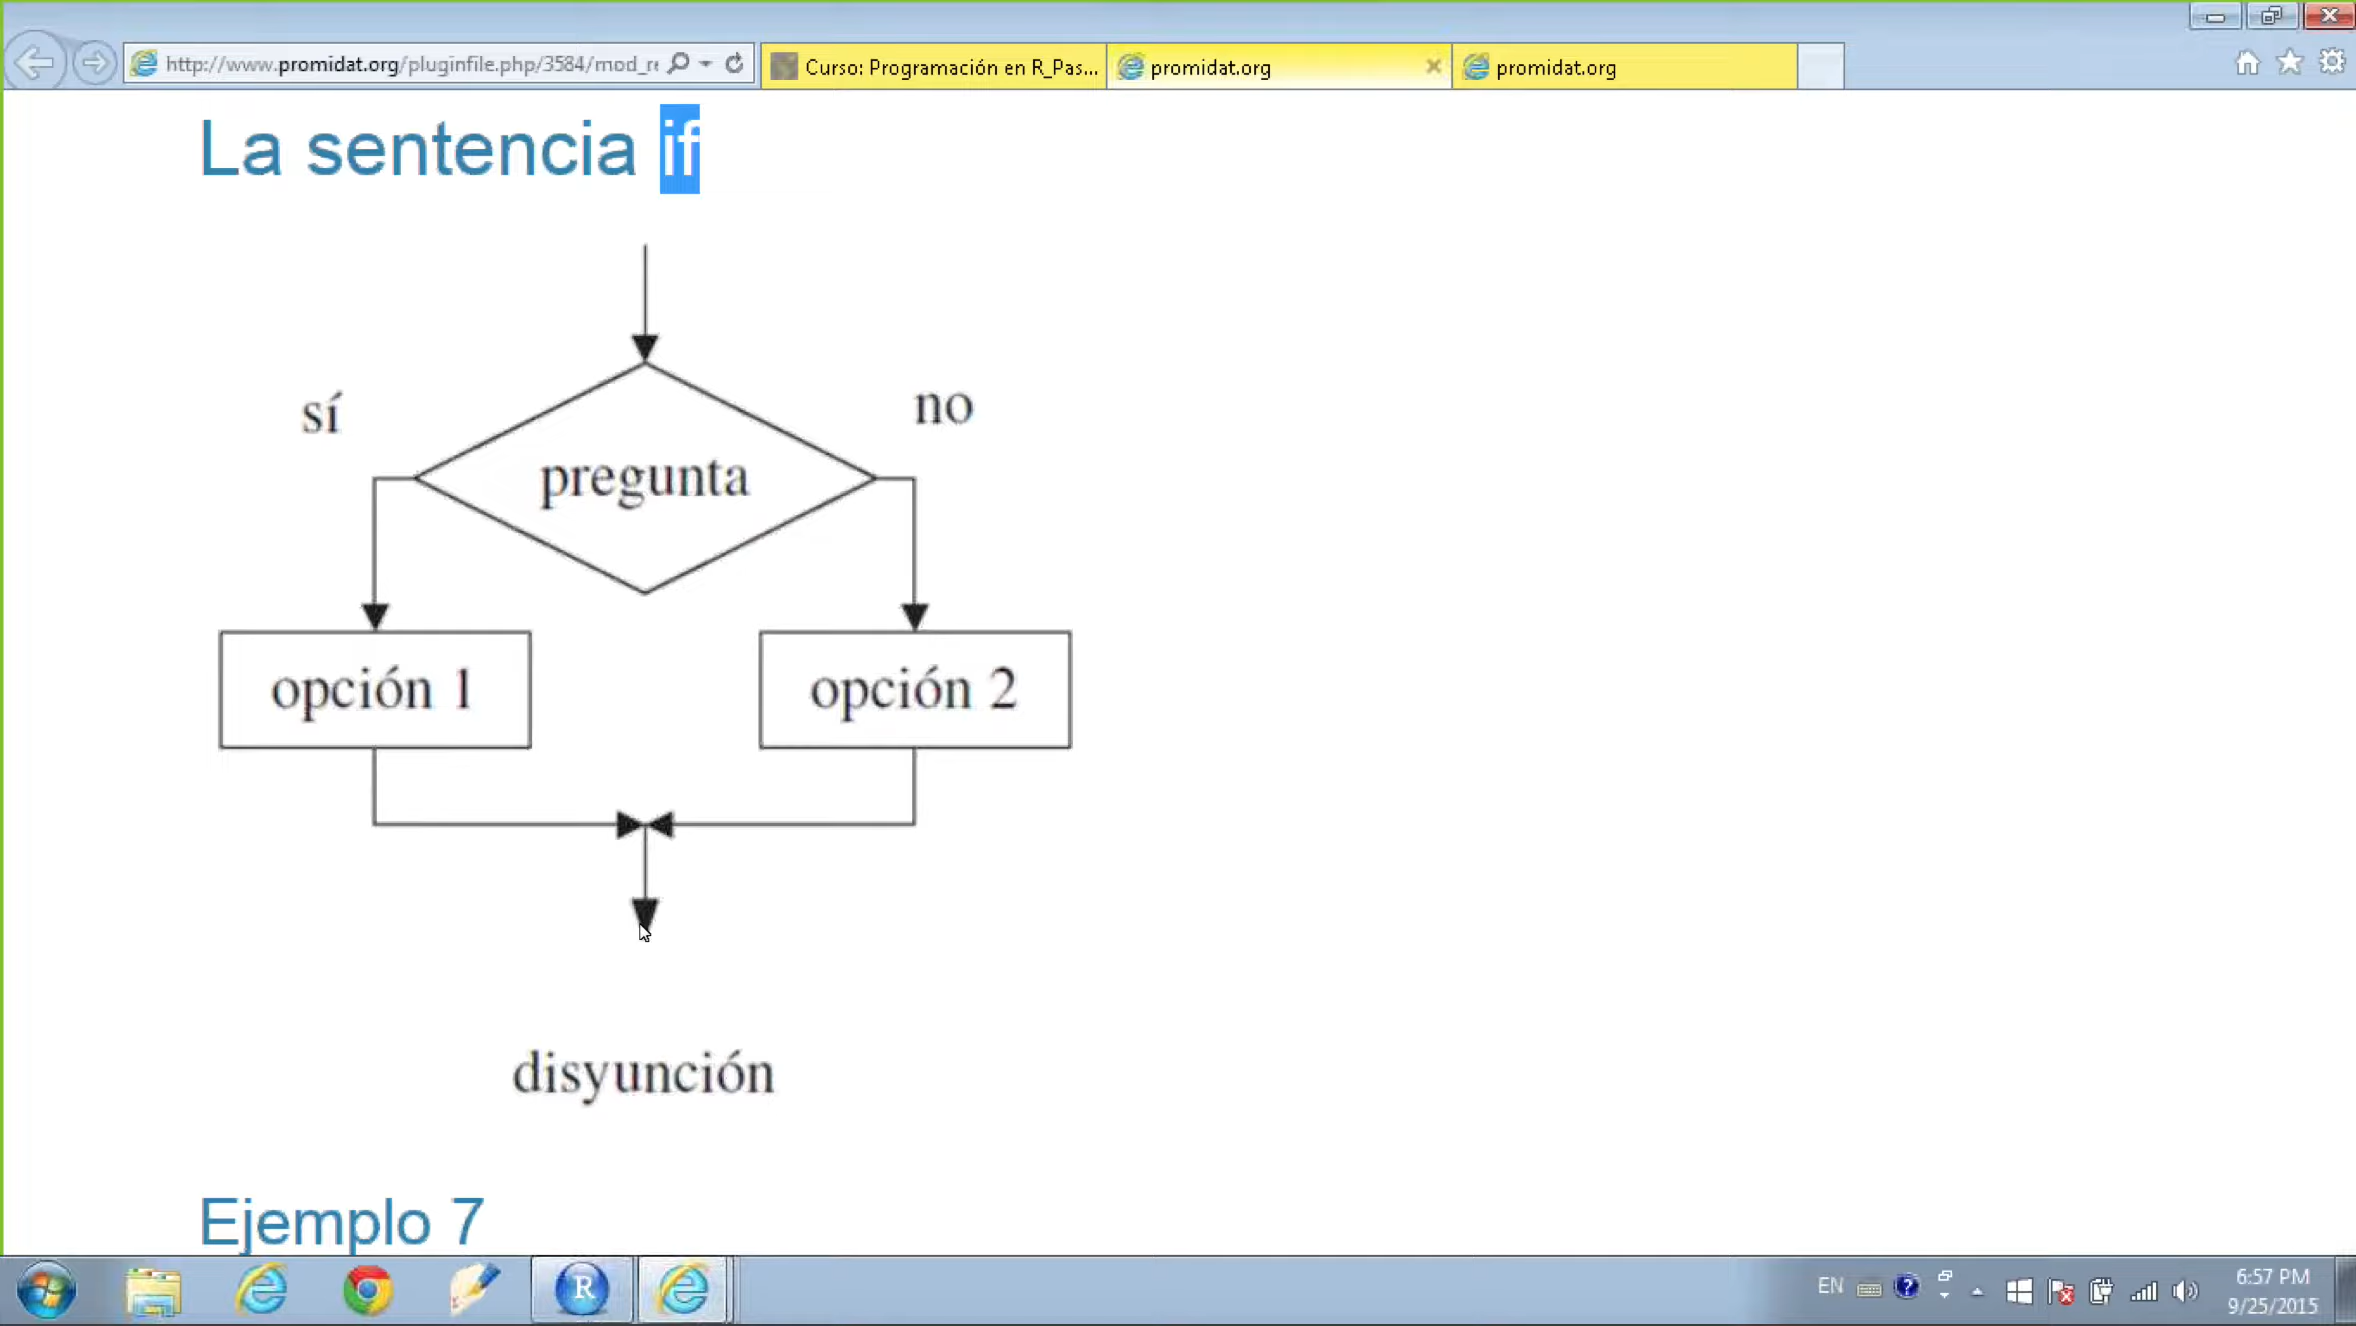 http://www.promidat.org/pluginfile.php/3584/mod_re
Curso: Programación en R_Pas...
promidat.org
promidat.org
La sentencia if
sí
no
pregunta
opción 1
opción 2
disyunción
Ejemplo 7
R
EN
6:57 PM
9/25/2015